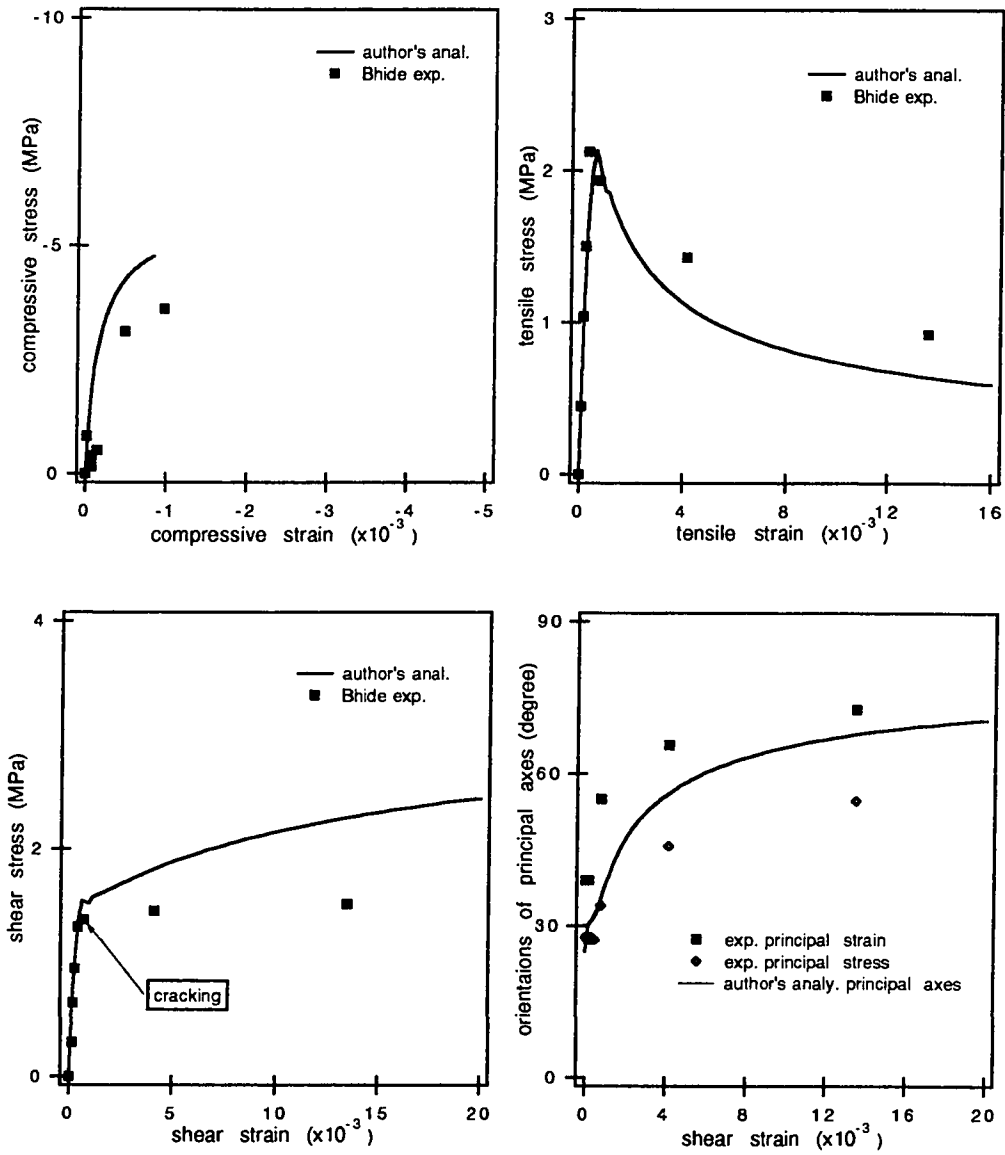 -10
-5
0
compressive stress (MPa)
author's anal.
Bhide exp.
0 -1 -2 -3 -4 -5
compressive strain (x10⁻³)
3
2
1
0
tensile stress (MPa)
author's anal.
Bhide exp.
0 4 8 12 16
tensile strain (x10⁻³)
4
2
0
shear stress (MPa)
author's anal.
Bhide exp.
cracking
0 5 10 15 20
shear strain (x10⁻³)
90
60
30
0
orientaions of principal axes (degree)
exp. principal strain
exp. principal stress
author's analy. principal axes
0 4 8 12 16 20
shear strain (x10⁻³)